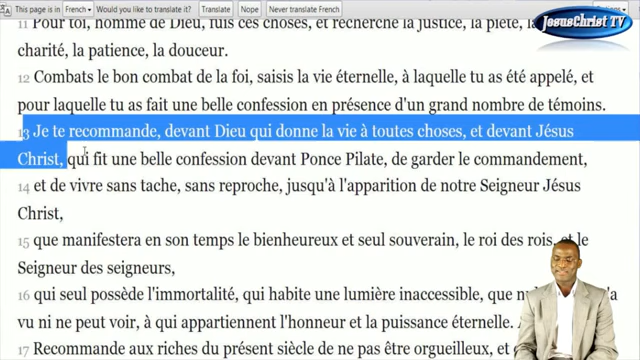 This page is in French Would you like to translate it? Translate Nope Never translate French
JesusChrist TV
11 Pour toi, homme de Dieu, fuis ces choses, et recherche la justice, la piété, la
charité, la patience, la douceur.
12 Combats le bon combat de la foi, saisis la vie éternelle, à laquelle tu as été appelé, et
pour laquelle tu as fait une belle confession en présence d'un grand nombre de témoins.
13 Je te recommande, devant Dieu qui donne la vie à toutes choses, et devant Jésus
Christ, qui fit une belle confession devant Ponce Pilate, de garder le commandement,
14 et de vivre sans tache, sans reproche, jusqu'à l'apparition de notre Seigneur Jésus
Christ,
15 que manifestera en son temps le bienheureux et seul souverain, le roi des rois, et le
Seigneur des seigneurs,
16 qui seul possède l'immortalité, qui habite une lumière inaccessible, que
vu ni ne peut voir, à qui appartiennent l'honneur et la puissance éternelle.
17 Recommande aux riches du présent siècle de ne pas être orgueilleux, et